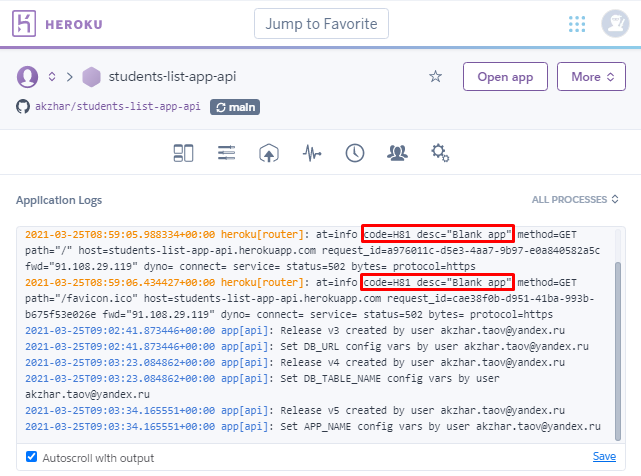 HEROKU
Jump to Favorite
students-list-app-api
Open app
More
akzhar/students-list-app-api
main
Application Logs
ALL PROCESSES
2021-03-25T08:59:05.988334+00:00 heroku[router]: at=info code=H81 desc="Blank app" method=GET
path="/" host=students-list-app-api.herokuapp.com request_id=a976011c-d5e3-4aa7-9b97-e0a840582a5c
fwd="91.108.29.119" dyno= connect= service= status=502 bytes= protocol=https
2021-03-25T08:59:06.434427+00:00 heroku[router]: at=info code=H81 desc="Blank app" method=GET
path="/favicon.ico" host=students-list-app-api.herokuapp.com request_id=cae38f0b-d951-41ba-993b-
b675f53e026e fwd="91.108.29.119" dyno= connect= service= status=502 bytes= protocol=https
2021-03-25T09:02:41.873446+00:00 app[api]: Release v3 created by user akzhar.taov@yandex.ru
2021-03-25T09:02:41.873446+00:00 app[api]: Set DB_URL config vars by user akzhar.taov@yandex.ru
2021-03-25T09:03:23.084862+00:00 app[api]: Release v4 created by user akzhar.taov@yandex.ru
2021-03-25T09:03:23.084862+00:00 app[api]: Set DB_TABLE_NAME config vars by user
akzhar.taov@yandex.ru
2021-03-25T09:03:34.165551+00:00 app[api]: Release v5 created by user akzhar.taov@yandex.ru
2021-03-25T09:03:34.165551+00:00 app[api]: Set APP_NAME config vars by user akzhar.taov@yandex.ru
Autoscroll with output
Save